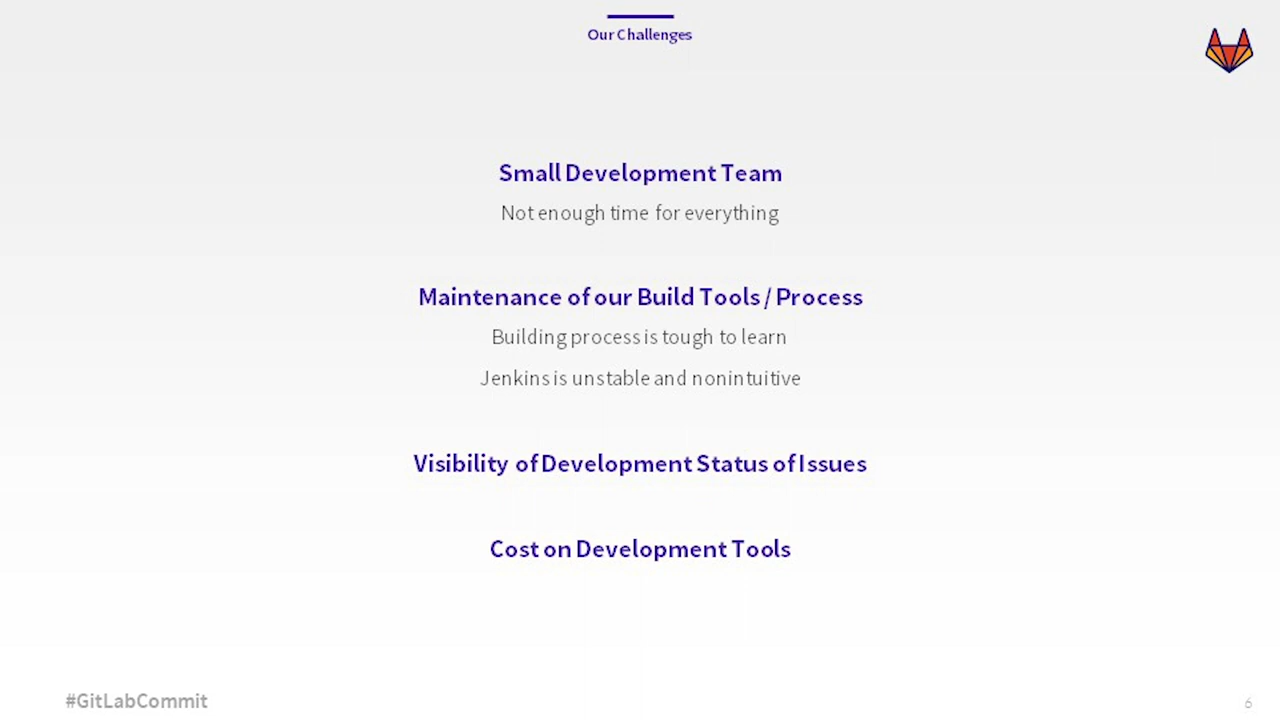 Our Challenges
Small Development Team
Not enough time for everything
Maintenance of our Build Tools / Process
Building process is tough to learn
Jenkins is unstable and nonintuitive
Visibility of Development Status of Issues
Cost on Development Tools
#GitLabCommit
6